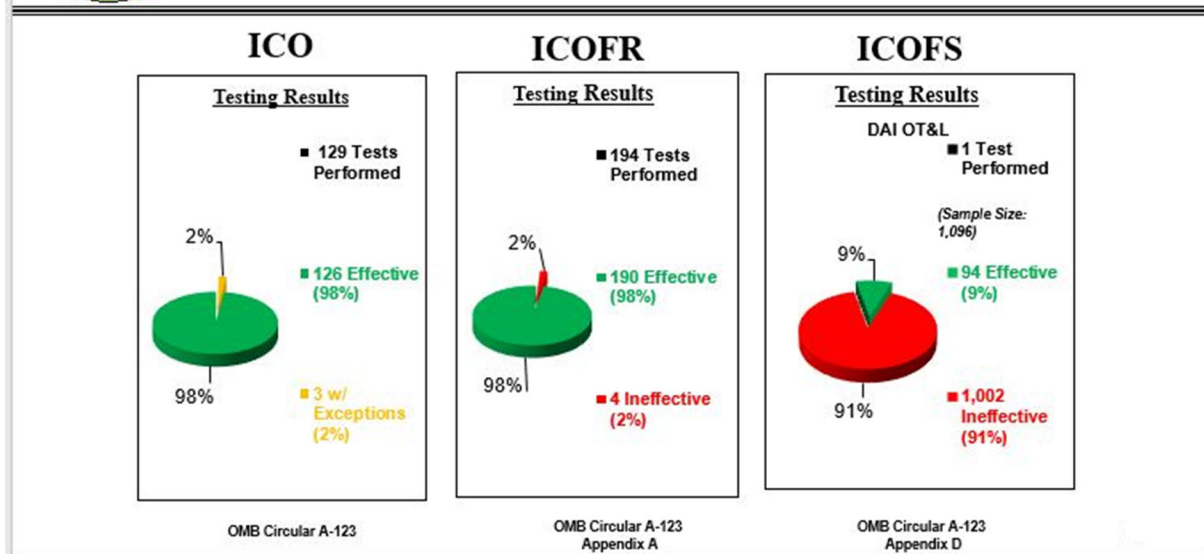 ICO
Testing Results
129 Tests
Performed
2%
126 Effective
(98%)
98%
3 w/
Exceptions
(2%)
OMB Circular A-123
ICOFR
Testing Results
194 Tests
Performed
2%
190 Effective
(98%)
98%
4 Ineffective
(2%)
OMB Circular A-123
Appendix A
ICOFS
Testing Results
DAI OT&L
1 Test
Performed
(Sample Size:
1,096)
9%
94 Effective
(9%)
91%
1,002
Ineffective
(91%)
OMB Circular A-123
Appendix D